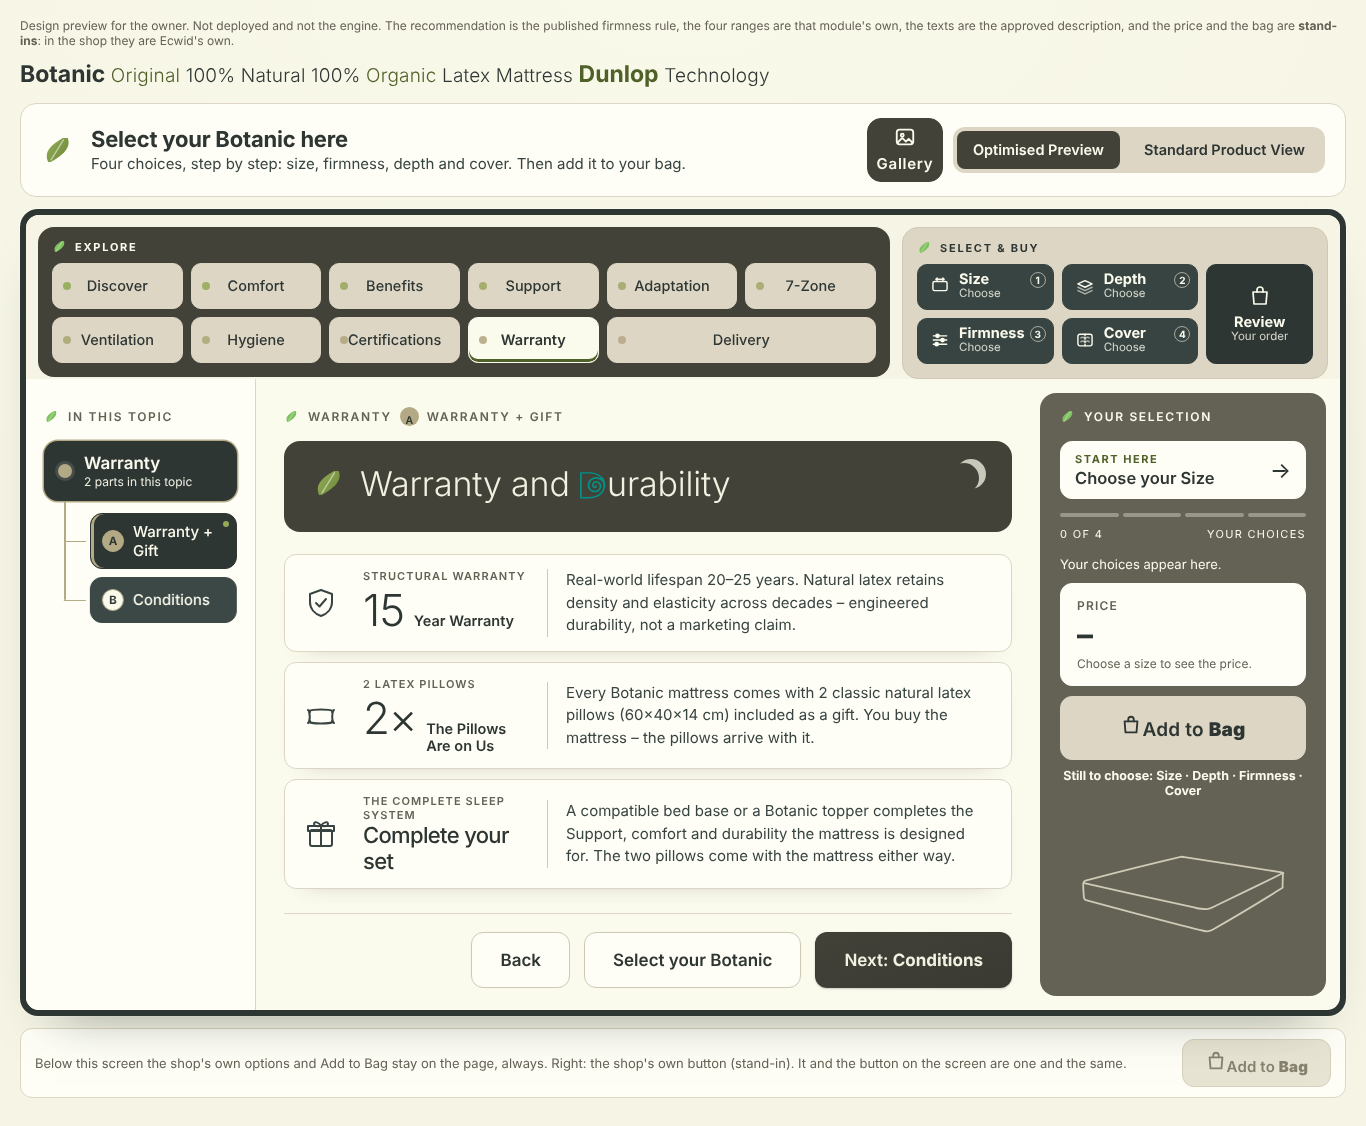 Design preview for the owner. Not deployed and not the engine. The recommendation is the published firmness rule, the four ranges are that module's own, the texts are the approved description, and the price and the bag are stand-
ins: in the shop they are Ecwid's own.
Botanic Original 100% Natural 100% Organic Latex Mattress Dunlop Technology
Select your Botanic here
Four choices, step by step: size, firmness, depth and cover. Then add it to your bag.
Gallery
Optimised Preview
Standard Product View
EXPLORE
Discover
Comfort
Benefits
Support
Adaptation
7-Zone
Ventilation
Hygiene
Certifications
Warranty
Delivery
SELECT & BUY
Size 1
Choose
Depth 2
Choose
Firmness 3
Choose
Cover 4
Choose
Review
Your order
IN THIS TOPIC
Warranty
2 parts in this topic
A Warranty +
Gift
B Conditions
WARRANTY A WARRANTY + GIFT
Warranty and Durability
STRUCTURAL WARRANTY
15 Year Warranty
Real-world lifespan 20–25 years. Natural latex retains
density and elasticity across decades – engineered
durability, not a marketing claim.
2 LATEX PILLOWS
2× The Pillows
Are on Us
Every Botanic mattress comes with 2 classic natural latex
pillows (60×40×14 cm) included as a gift. You buy the
mattress – the pillows arrive with it.
THE COMPLETE SLEEP
SYSTEM
Complete your
set
A compatible bed base or a Botanic topper completes the
Support, comfort and durability the mattress is designed
for. The two pillows come with the mattress either way.
Back
Select your Botanic
Next: Conditions
YOUR SELECTION
START HERE
Choose your Size
0 OF 4 YOUR CHOICES
Your choices appear here.
PRICE
–
Choose a size to see the price.
Add to Bag
Still to choose: Size · Depth · Firmness ·
Cover
Below this screen the shop's own options and Add to Bag stay on the page, always. Right: the shop's own button (stand-in). It and the button on the screen are one and the same.
Add to Bag